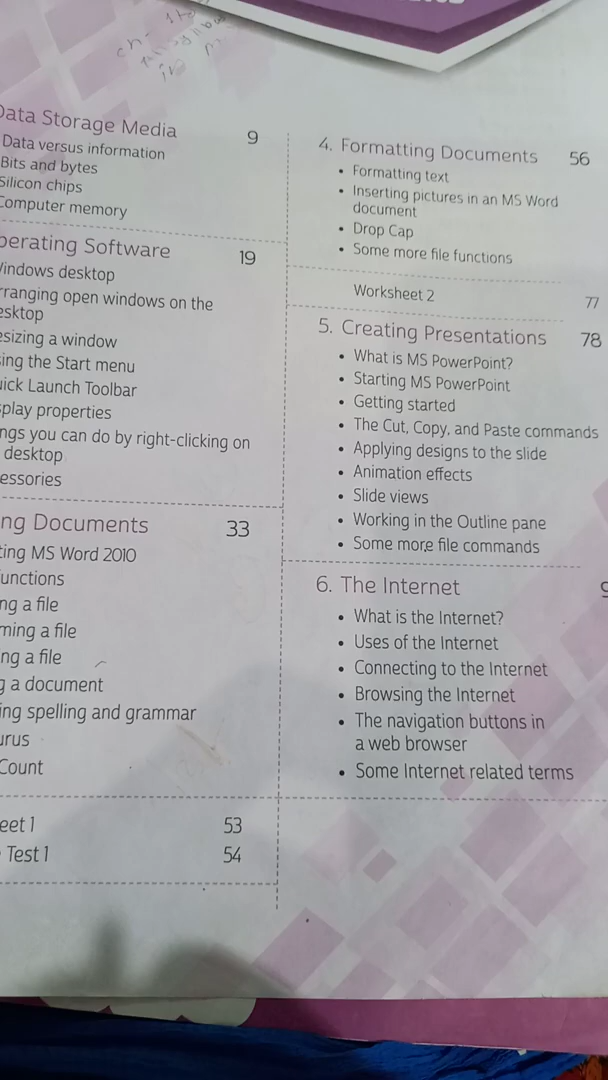 Data Storage Media 9
Data versus information
Bits and bytes
Silicon chips
Computer memory
perating Software 19
Windows desktop
rranging open windows on the
esktop
esizing a window
ing the Start menu
uick Launch Toolbar
splay properties
ngs you can do by right-clicking on
desktop
essories
ng Documents 33
ting MS Word 2010
unctions
ng a file
ming a file
ng a file
g a document
ing spelling and grammar
urus
Count
eet 1 53
Test 1 54
4. Formatting Documents 56
• Formatting text
• Inserting pictures in an MS Word
document
• Drop Cap
• Some more file functions
Worksheet 2 77
5. Creating Presentations 78
• What is MS PowerPoint?
• Starting MS PowerPoint
• Getting started
• The Cut, Copy, and Paste commands
• Applying designs to the slide
• Animation effects
• Slide views
• Working in the Outline pane
• Some more file commands
6. The Internet 9
• What is the Internet?
• Uses of the Internet
• Connecting to the Internet
• Browsing the Internet
• The navigation buttons in
a web browser
• Some Internet related terms